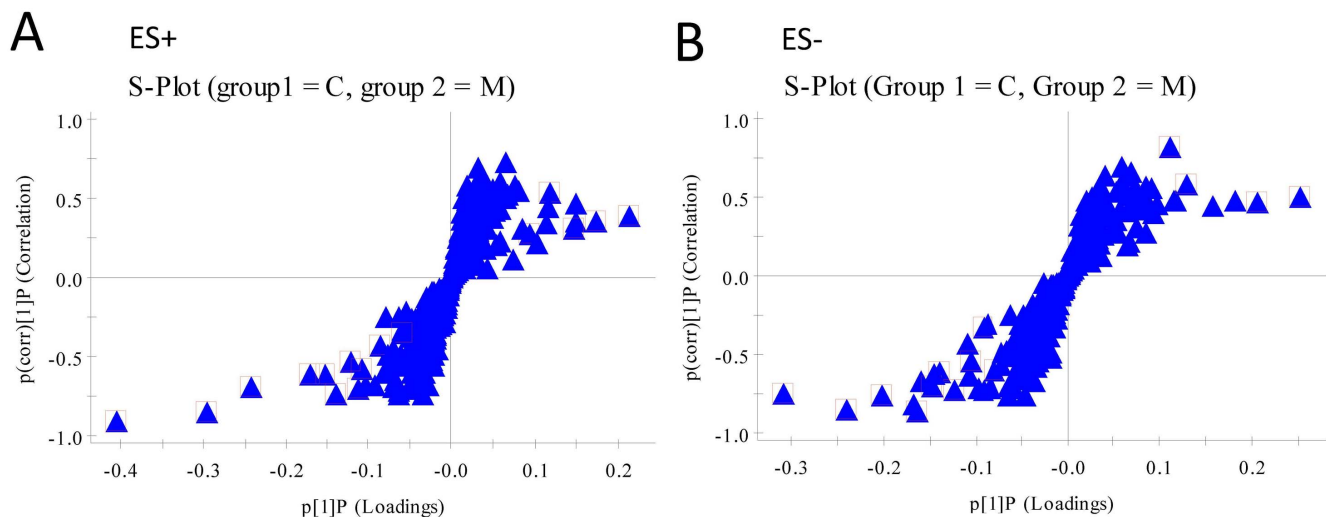 A
ES+
S-Plot (group1 = C, group 2 = M)
1.0
0.5
0.0
-0.5
-1.0
p(corr)[1]P (Correlation)
-0.4
-0.3
-0.2
-0.1
-0.0
0.1
0.2
p[1]P (Loadings)
B
ES-
S-Plot (Group 1 = C, Group 2 = M)
1.0
0.5
0.0
-0.5
-1.0
p(corr)[1]P (Correlation)
-0.3
-0.2
-0.1
-0.0
0.1
0.2
p[1]P (Loadings)